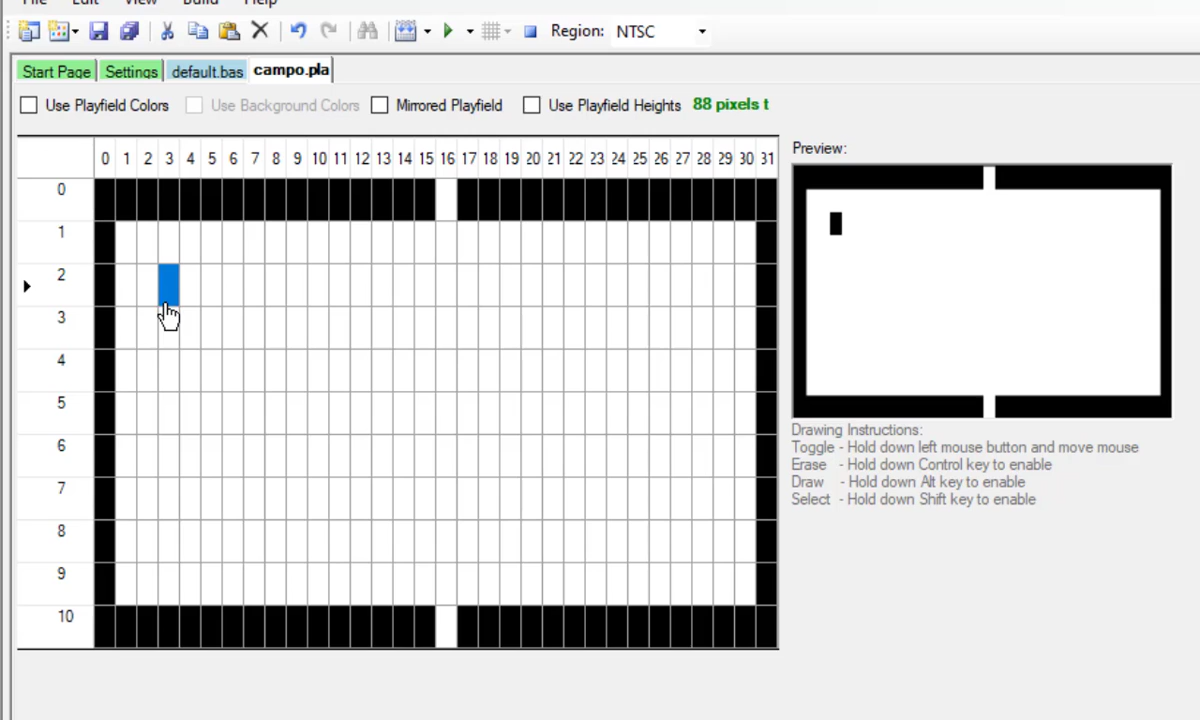 File Edit View Build Help
Region: NTSC
Start Page Settings default.bas campo.pla
Use Playfield Colors Use Background Colors Mirrored Playfield Use Playfield Heights 88 pixels t
Preview:
0 1 2 3 4 5 6 7 8 9 10 11 12 13 14 15 16 17 18 19 20 21 22 23 24 25 26 27 28 29 30 31
0
1
2
3
4
5
6
7
8
9
10
Drawing Instructions:
Toggle - Hold down left mouse button and move mouse
Erase - Hold down Control key to enable
Draw - Hold down Alt key to enable
Select - Hold down Shift key to enable